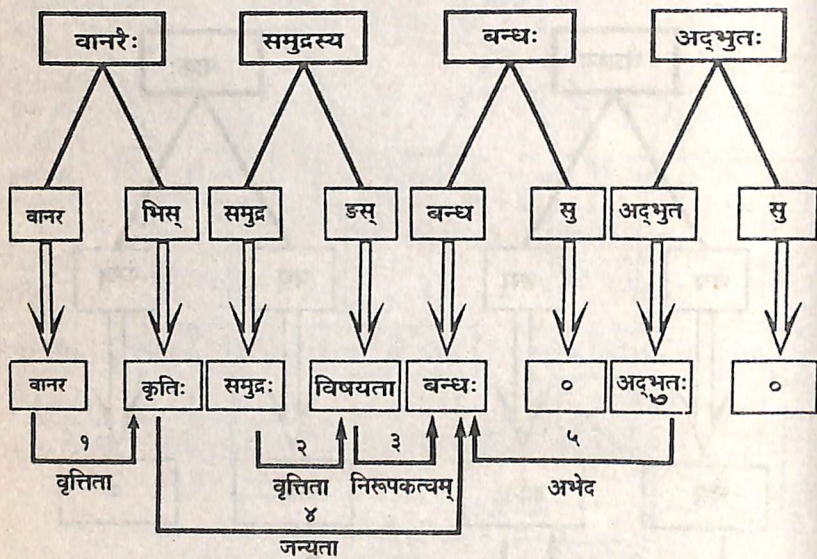 वानरैः समुद्रस्य बन्धः अद्‌भुतः
वानर भिस् समुद्र ङस् बन्ध सु अद्‌भुत सु
वानर कृतिः समुद्रः विषयता बन्धः ० अद्‌भुतः ०
१ २ ३ ५
वृत्तिता वृत्तिता निरूपकत्वम् अभेद
४
जन्यता